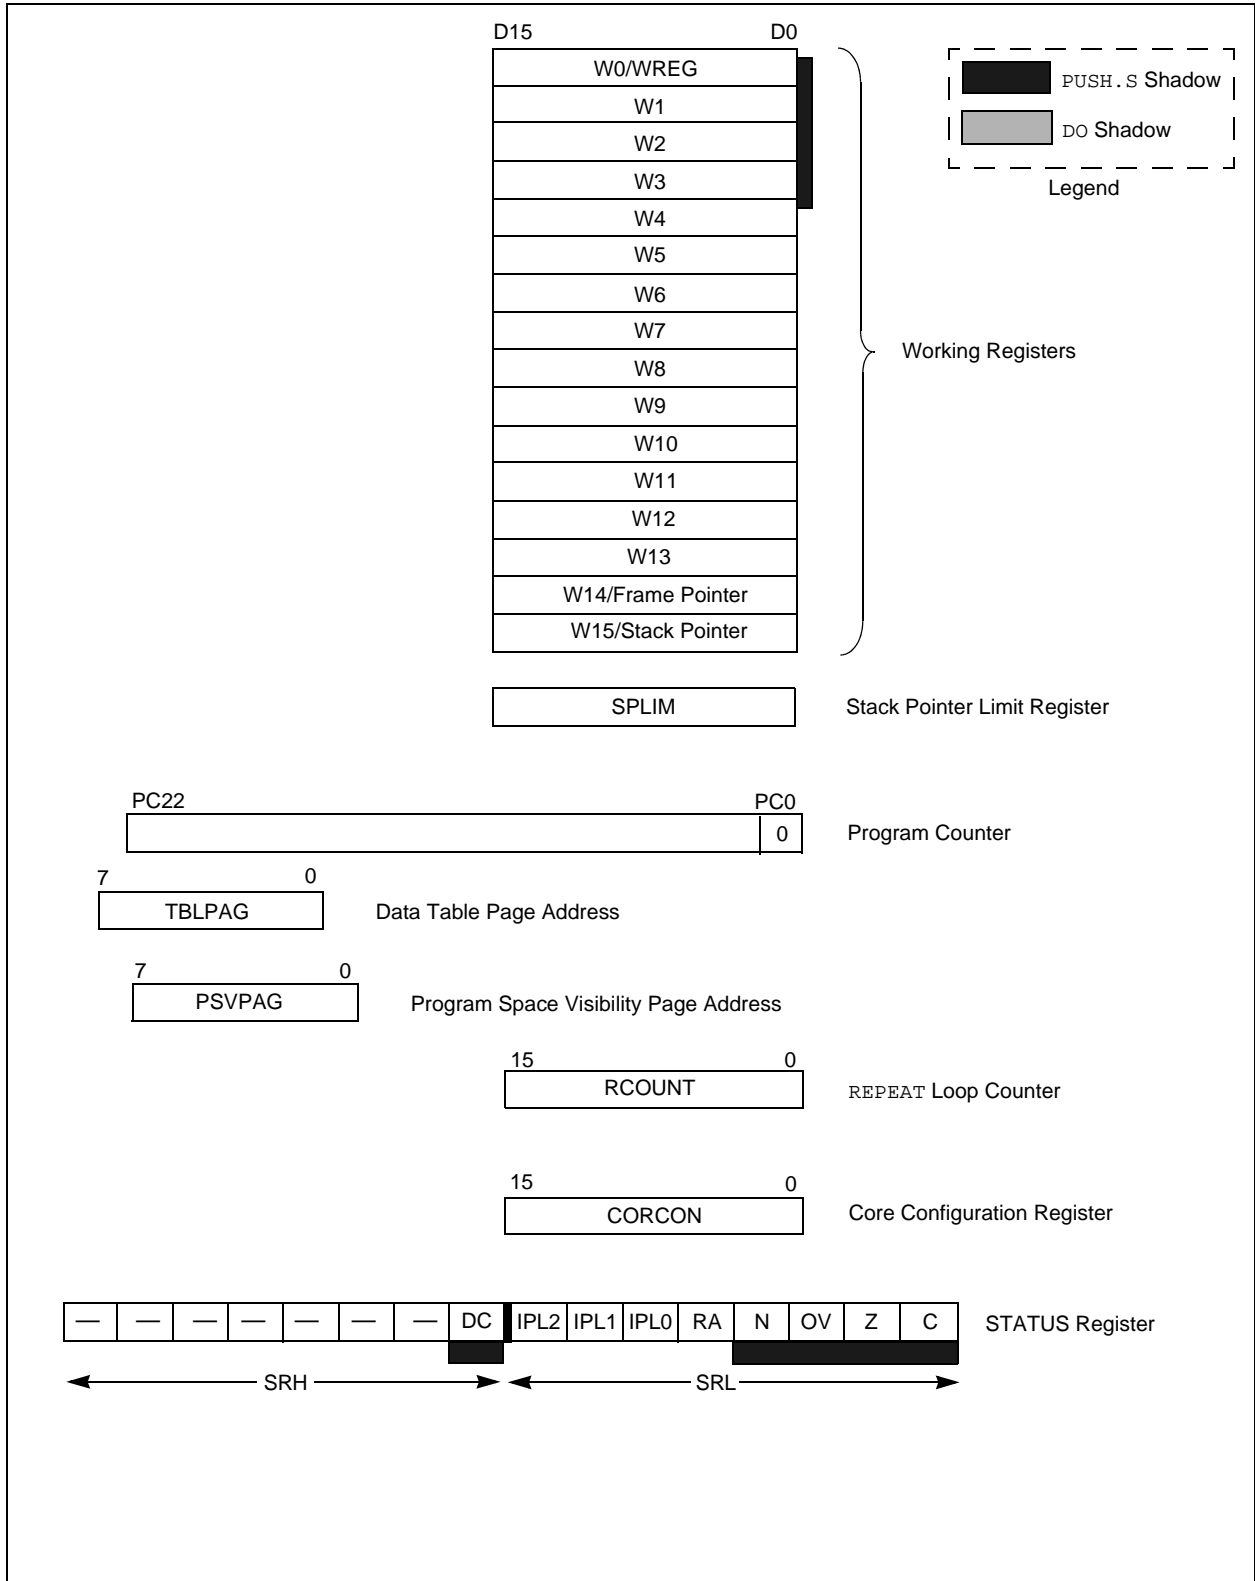 D15 D0
W0/WREG
W1
W2
W3
W4
W5
W6
W7
W8
W9
W10
W11
W12
W13
W14/Frame Pointer
W15/Stack Pointer
Working Registers
PUSH.S Shadow
DO Shadow
Legend
SPLIM Stack Pointer Limit Register
PC22 PC0
0 Program Counter
7 0
TBLPAG Data Table Page Address
7 0
PSVPAG Program Space Visibility Page Address
15 0
RCOUNT REPEAT Loop Counter
15 0
CORCON Core Configuration Register
— — — — — — — DC IPL2 IPL1 IPL0 RA N OV Z C STATUS Register
SRH SRL